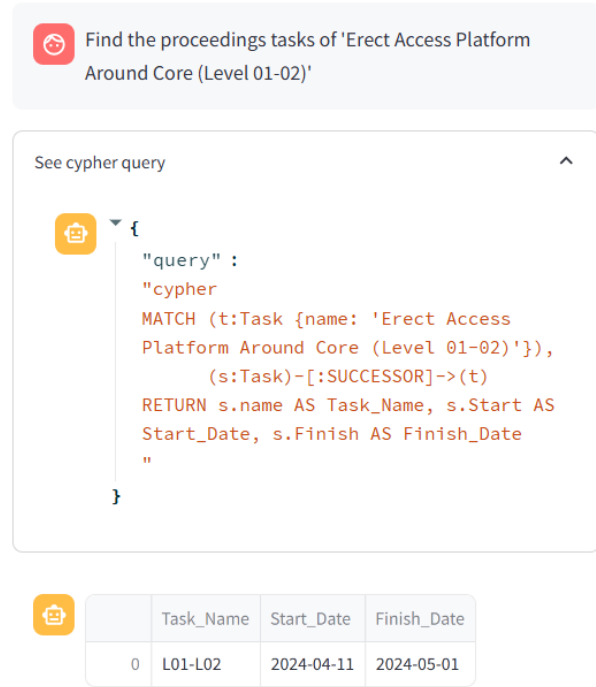 Find the proceedings tasks of 'Erect Access Platform
Around Core (Level 01-02)'
See cypher query
{
"query" :
"cypher
MATCH (t:Task {name: 'Erect Access
Platform Around Core (Level 01-02)'}),
(s:Task)-[:SUCCESSOR]->(t)
RETURN s.name AS Task_Name, s.Start AS
Start_Date, s.Finish AS Finish_Date
"
}
Task_Name Start_Date Finish_Date
0 L01-L02 2024-04-11 2024-05-01